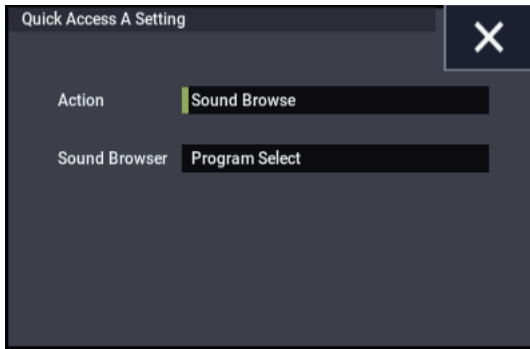 Quick Access A Setting
Action Sound Browse
Sound Browser Program Select